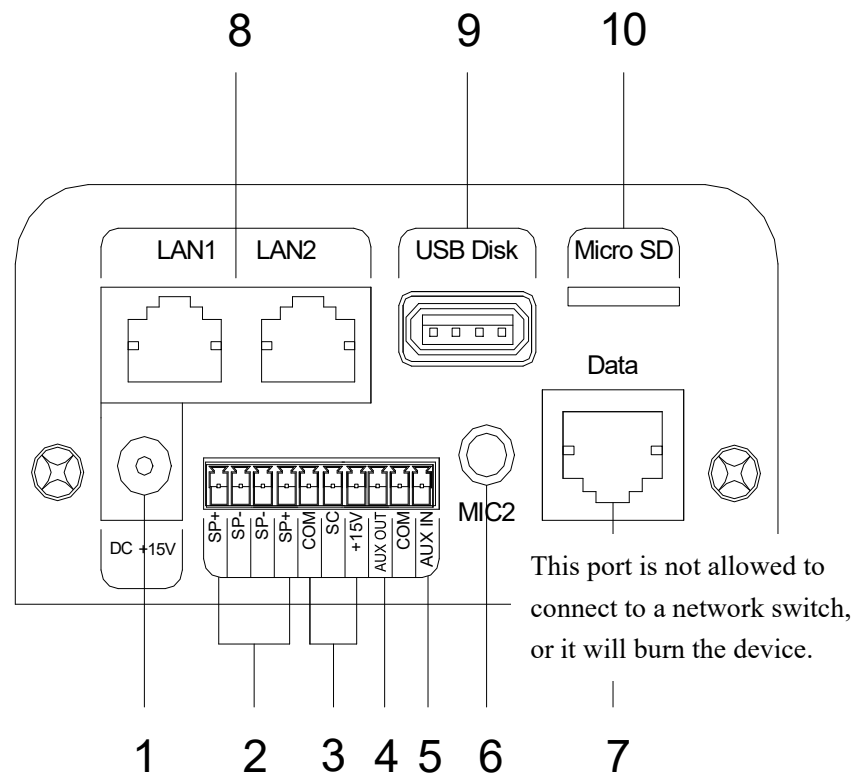 8 9 10
LAN1 LAN2 USB Disk Micro SD
Data
MIC2
DC +15V
SP+
SP-
SP-
SP+
COM
SC
+15V
AUX OUT
COM
AUX IN
This port is not allowed to
connect to a network switch,
or it will burn the device.
1 2 3 4 5 6 7